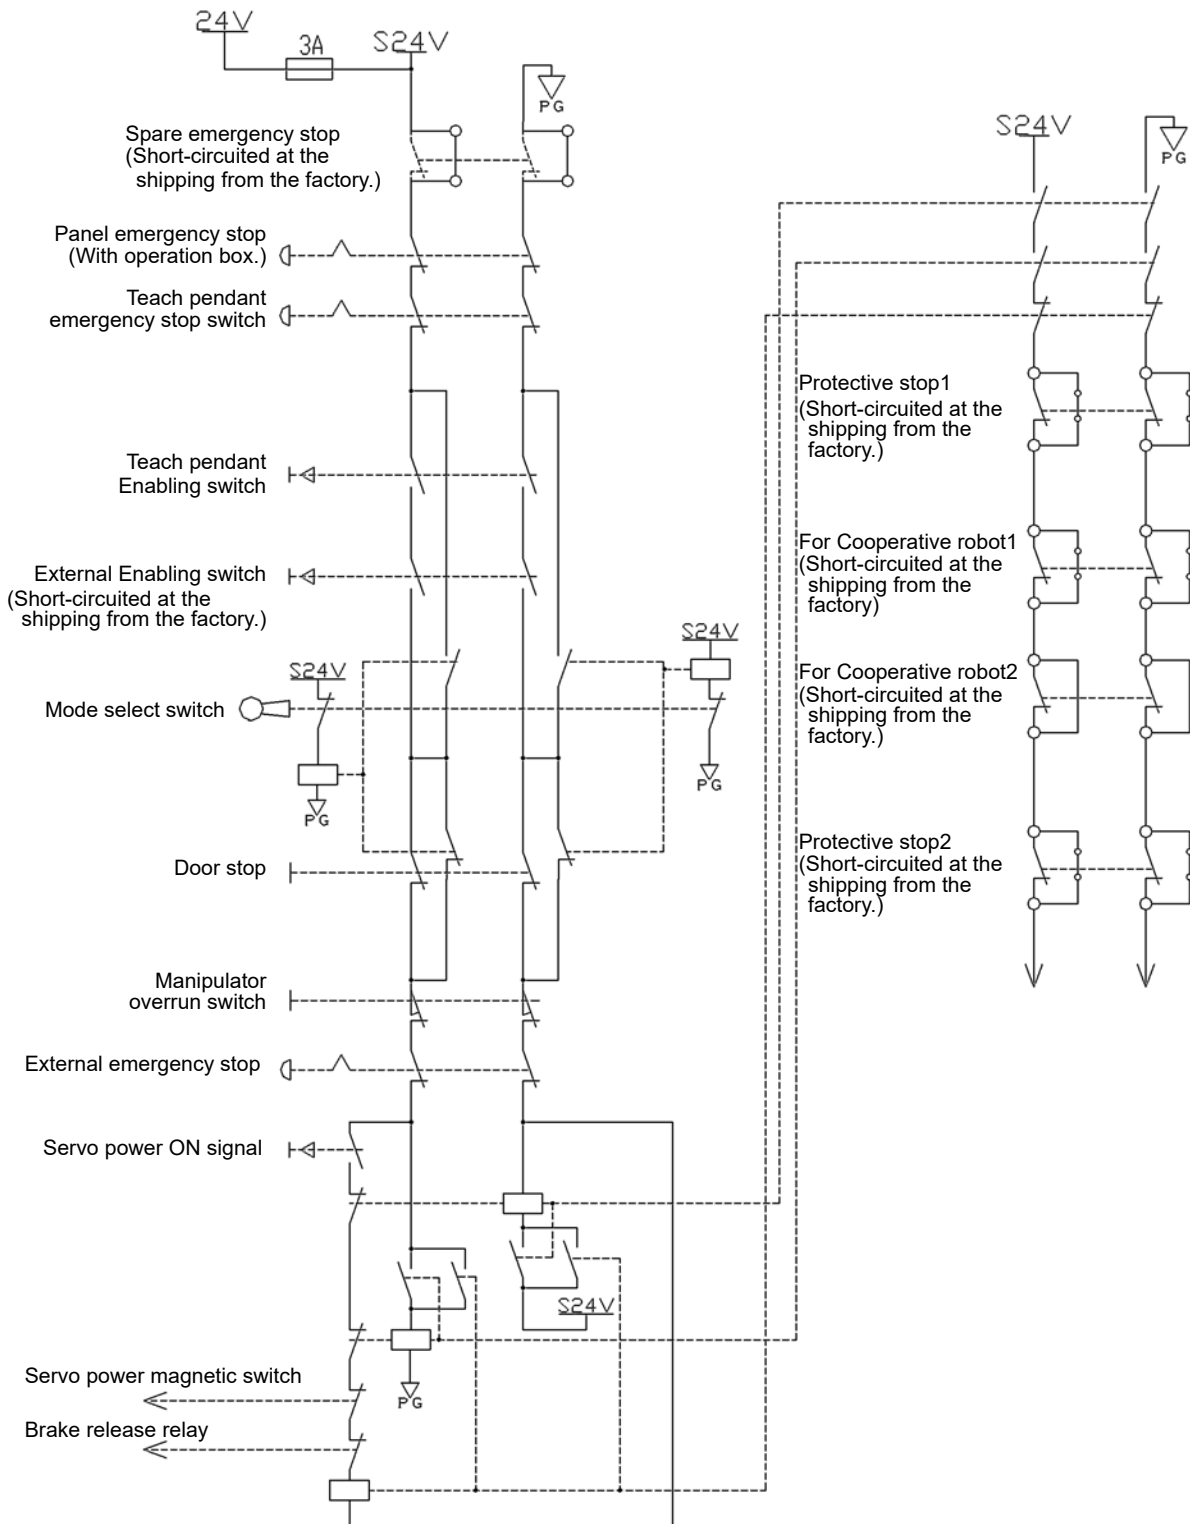 24V
3A
S24V
PG
Spare emergency stop
(Short-circuited at the
shipping from the factory.)
Panel emergency stop
(With operation box.)
Teach pendant
emergency stop switch
Teach pendant
Enabling switch
External Enabling switch
(Short-circuited at the
shipping from the factory.)
S24V
Mode select switch
PG
S24V
PG
Door stop
Manipulator
overrun switch
External emergency stop
Servo power ON signal
S24V
PG
Servo power magnetic switch
Brake release relay
S24V
PG
Protective stop1
(Short-circuited at the
shipping from the
factory.)
For Cooperative robot1
(Short-circuited at the
shipping from the
factory)
For Cooperative robot2
(Short-circuited at the
shipping from the
factory.)
Protective stop2
(Short-circuited at the
shipping from the
factory.)